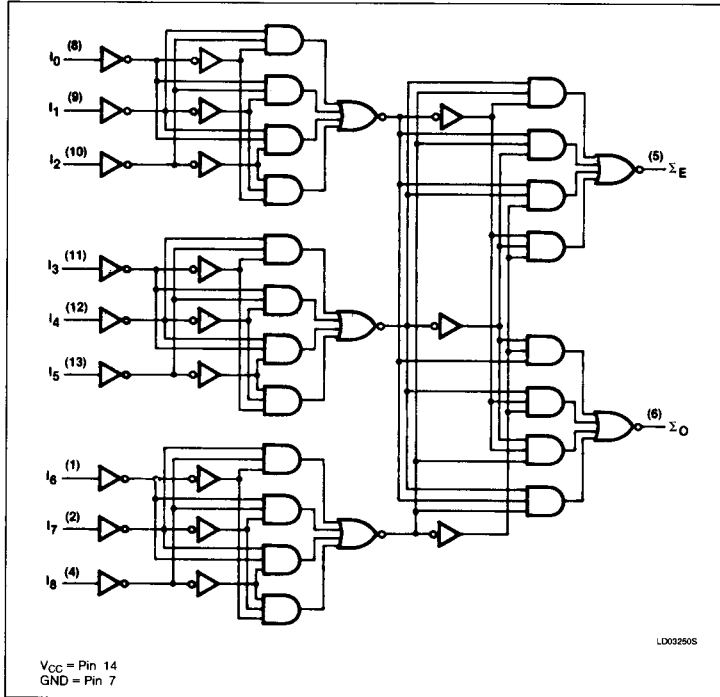 I0 (8)
I1 (9)
I2 (10)
(5) ΣE
I3 (11)
I4 (12)
I5 (13)
(6) ΣO
I6 (1)
I7 (2)
I8 (4)
LD03250S
VCC = Pin 14
GND = Pin 7